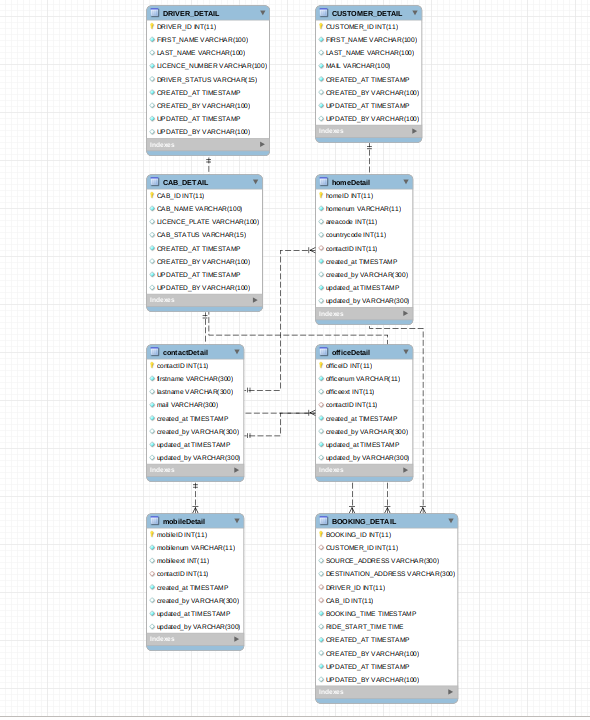 DRIVER_DETAIL
DRIVER_ID INT(11)
FIRST_NAME VARCHAR(100)
LAST_NAME VARCHAR(100)
LICENCE_NUMBER VARCHAR(100)
DRIVER_STATUS VARCHAR(15)
CREATED_AT TIMESTAMP
CREATED_BY VARCHAR(100)
UPDATED_AT TIMESTAMP
UPDATED_BY VARCHAR(100)
Indexes
CUSTOMER_DETAIL
CUSTOMER_ID INT(11)
FIRST_NAME VARCHAR(100)
LAST_NAME VARCHAR(100)
MAIL VARCHAR(100)
CREATED_AT TIMESTAMP
CREATED_BY VARCHAR(100)
UPDATED_AT TIMESTAMP
UPDATED_BY VARCHAR(100)
Indexes
CAB_DETAIL
CAB_ID INT(11)
CAB_NAME VARCHAR(100)
LICENCE_PLATE VARCHAR(100)
CAB_STATUS VARCHAR(15)
CREATED_AT TIMESTAMP
CREATED_BY VARCHAR(100)
UPDATED_AT TIMESTAMP
UPDATED_BY VARCHAR(100)
Indexes
homeDetail
homeID INT(11)
homenum VARCHAR(11)
areacode INT(11)
countrycode INT(11)
contactID INT(11)
created_at TIMESTAMP
created_by VARCHAR(300)
updated_at TIMESTAMP
updated_by VARCHAR(300)
Indexes
contactDetail
contactID INT(11)
firstname VARCHAR(300)
lastname VARCHAR(300)
mail VARCHAR(300)
created_at TIMESTAMP
created_by VARCHAR(300)
updated_at TIMESTAMP
updated_by VARCHAR(300)
Indexes
officeDetail
officeID INT(11)
officenum VARCHAR(11)
officeext INT(11)
contactID INT(11)
created_at TIMESTAMP
created_by VARCHAR(300)
updated_at TIMESTAMP
updated_by VARCHAR(300)
Indexes
mobileDetail
mobileID INT(11)
mobilenum VARCHAR(11)
mobileext INT(11)
contactID INT(11)
created_at TIMESTAMP
created_by VARCHAR(300)
updated_at TIMESTAMP
updated_by VARCHAR(300)
Indexes
BOOKING_DETAIL
BOOKING_ID INT(11)
CUSTOMER_ID INT(11)
SOURCE_ADDRESS VARCHAR(300)
DESTINATION_ADDRESS VARCHAR(300)
DRIVER_ID INT(11)
CAB_ID INT(11)
BOOKING_TIME TIMESTAMP
RIDE_START_TIME TIME
CREATED_AT TIMESTAMP
CREATED_BY VARCHAR(100)
UPDATED_AT TIMESTAMP
UPDATED_BY VARCHAR(100)
Indexes